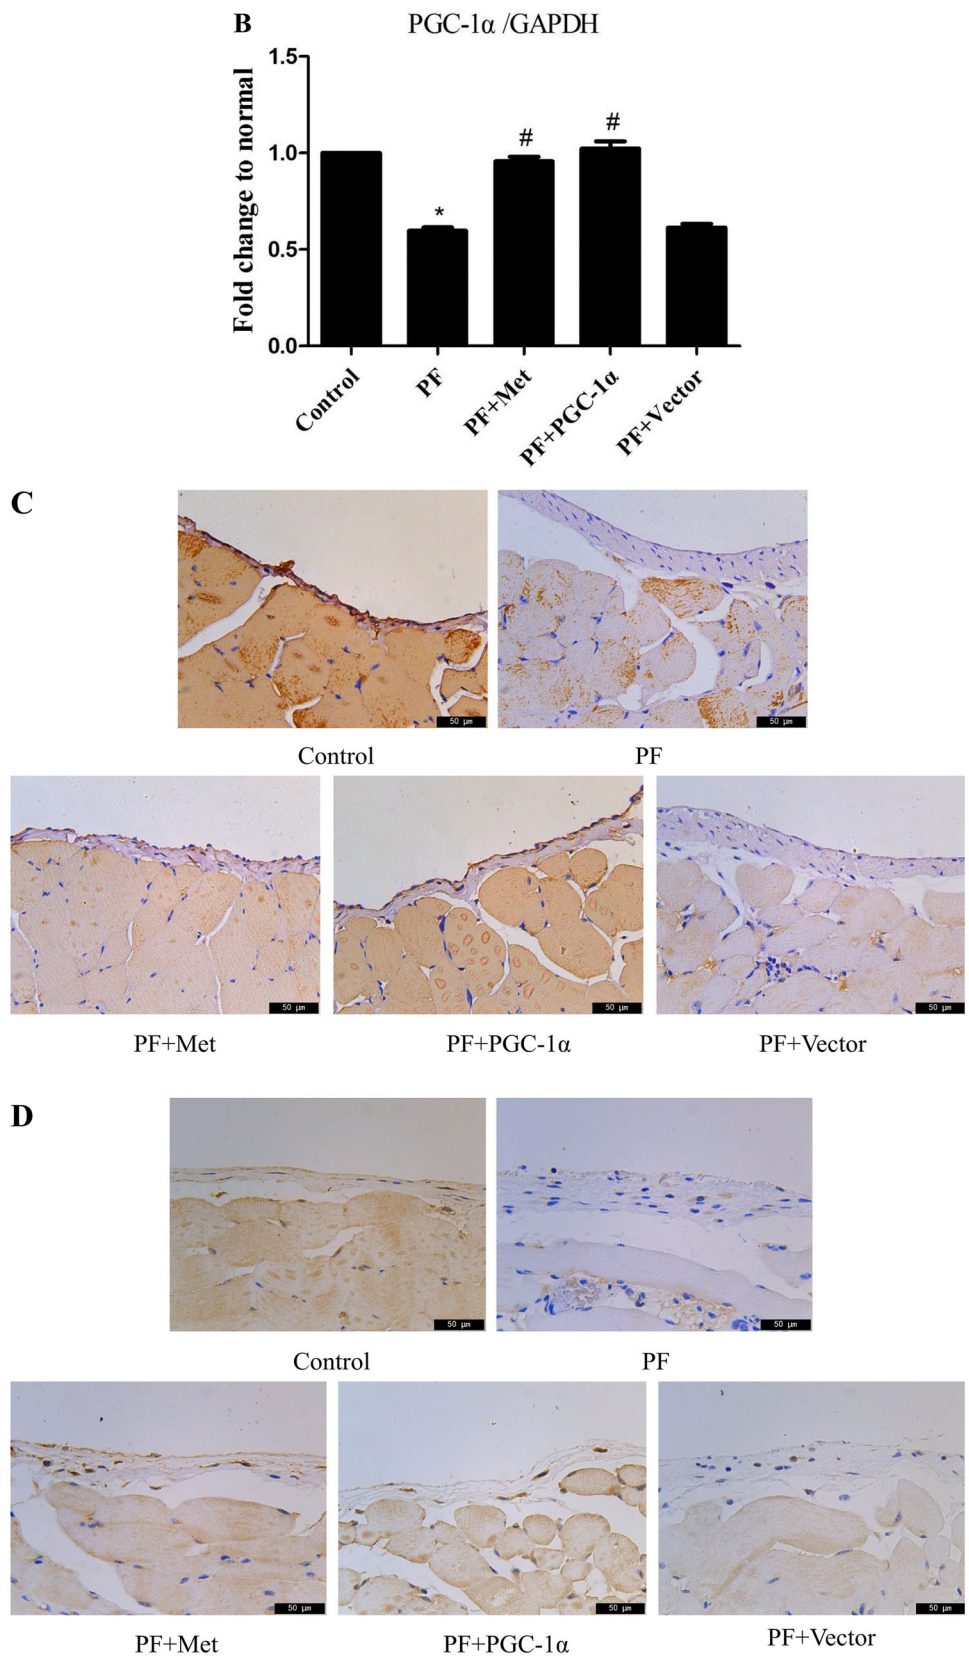 B
PGC-1α /GAPDH
Fold change to normal
1.5
1.0
0.5
0.0
*
#
#
Control
PF
PF+Met
PF+PGC-1α
PF+Vector
C
50 μm
50 μm
Control
PF
50 μm
50 μm
50 μm
PF+Met
PF+PGC-1α
PF+Vector
D
50 μm
50 μm
Control
PF
50 μm
50 μm
50 μm
PF+Met
PF+PGC-1α
PF+Vector